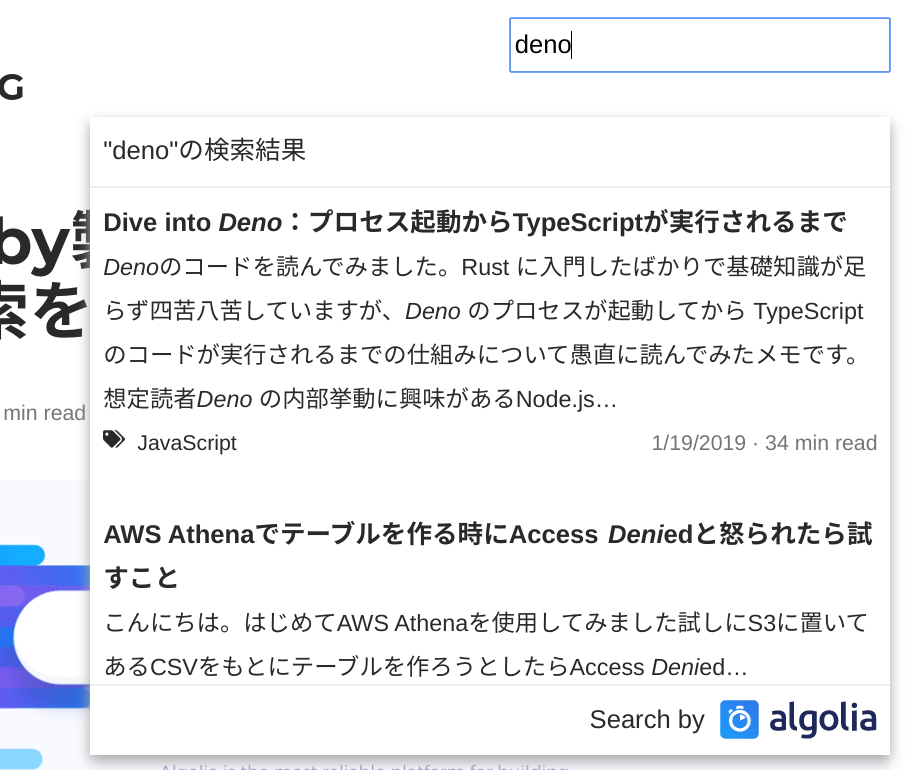 deno
G
"deno"の検索結果
by
索を
min read
Dive into Deno：プロセス起動からTypeScriptが実行されるまで
Denoのコードを読んでみました。Rust に入門したばかりで基礎知識が足
らず四苦八苦していますが、Deno のプロセスが起動してから TypeScript
のコードが実行されるまでの仕組みについて愚直に読んでみたメモです。
想定読者Deno の内部挙動に興味があるNode.js…
JavaScript
1/19/2019 · 34 min read
AWS Athenaでテーブルを作る時にAccess Deniedと怒られたら試
すこと
こんにちは。はじめてAWS Athenaを使用してみました試しにS3に置いて
あるCSVをもとにテーブルを作ろうとしたらAccess Denied…
Search by algolia
Algolia is the most reliable platform for building